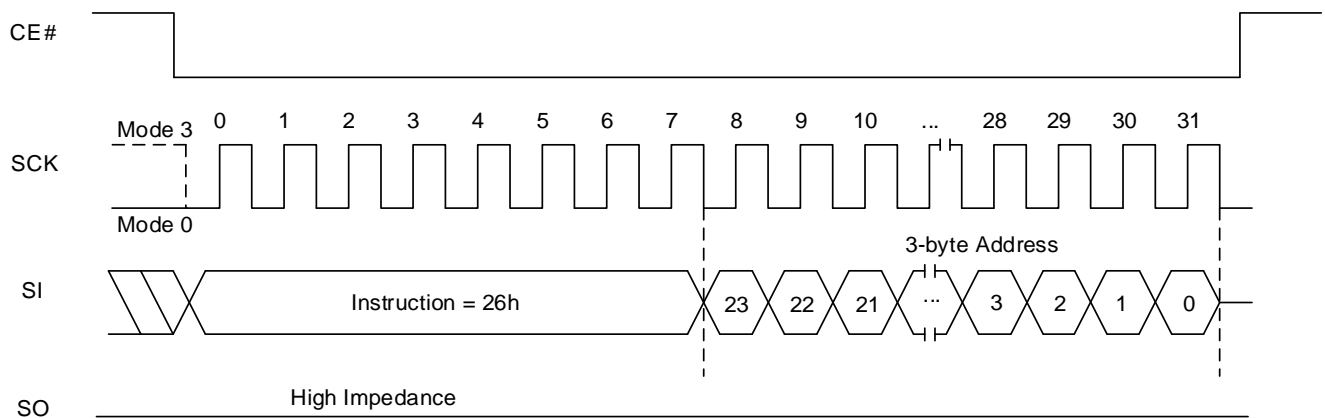 CE#
0 1 2 3 4 5 6 7 8 9 10 ... 28 29 30 31
Mode 3
SCK
Mode 0
3-byte Address
SI
Instruction = 26h 23 22 21 ... 3 2 1 0
High Impedance
SO